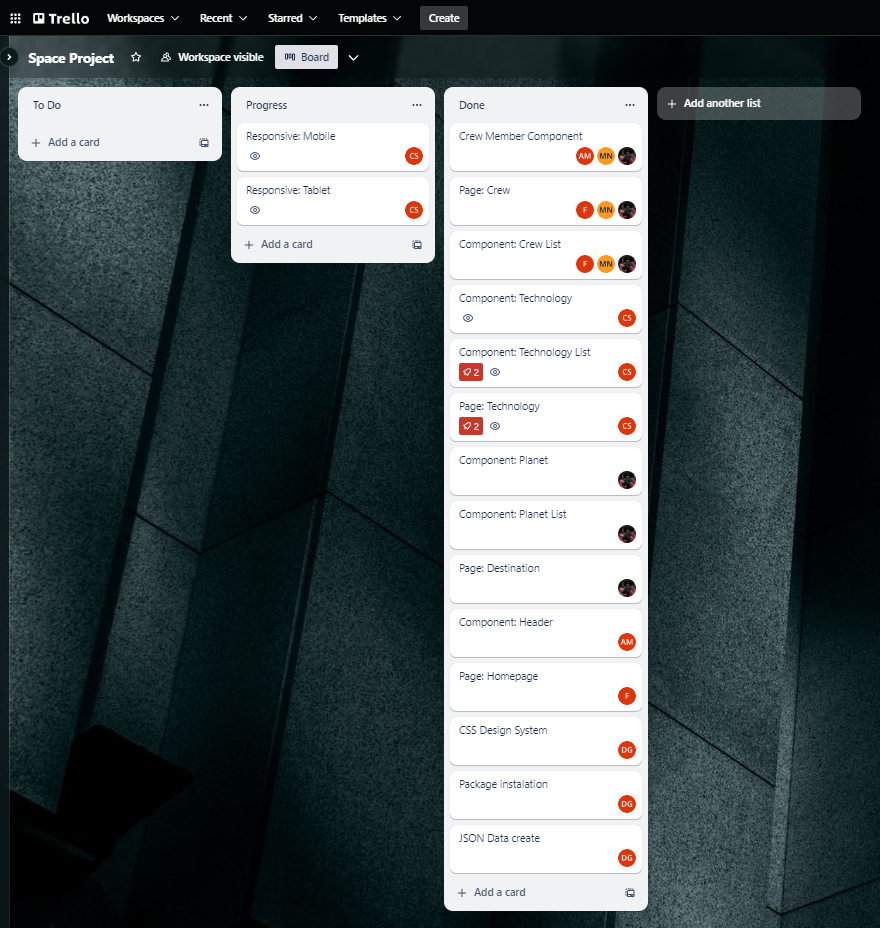 Trello
Workspaces
Recent
Starred
Templates
Create
Space Project
Workspace visible
Board
To Do
Add a card
Progress
Responsive: Mobile
CS
Responsive: Tablet
CS
Add a card
Done
Crew Member Component
AM MN
Page: Crew
F MN
Component: Crew List
F MN
Component: Technology
CS
Component: Technology List
2 CS
Page: Technology
2 CS
Component: Planet
Component: Planet List
Page: Destination
Component: Header
AM
Page: Homepage
F
CSS Design System
DG
Package instalation
DG
JSON Data create
DG
Add a card
Add another list